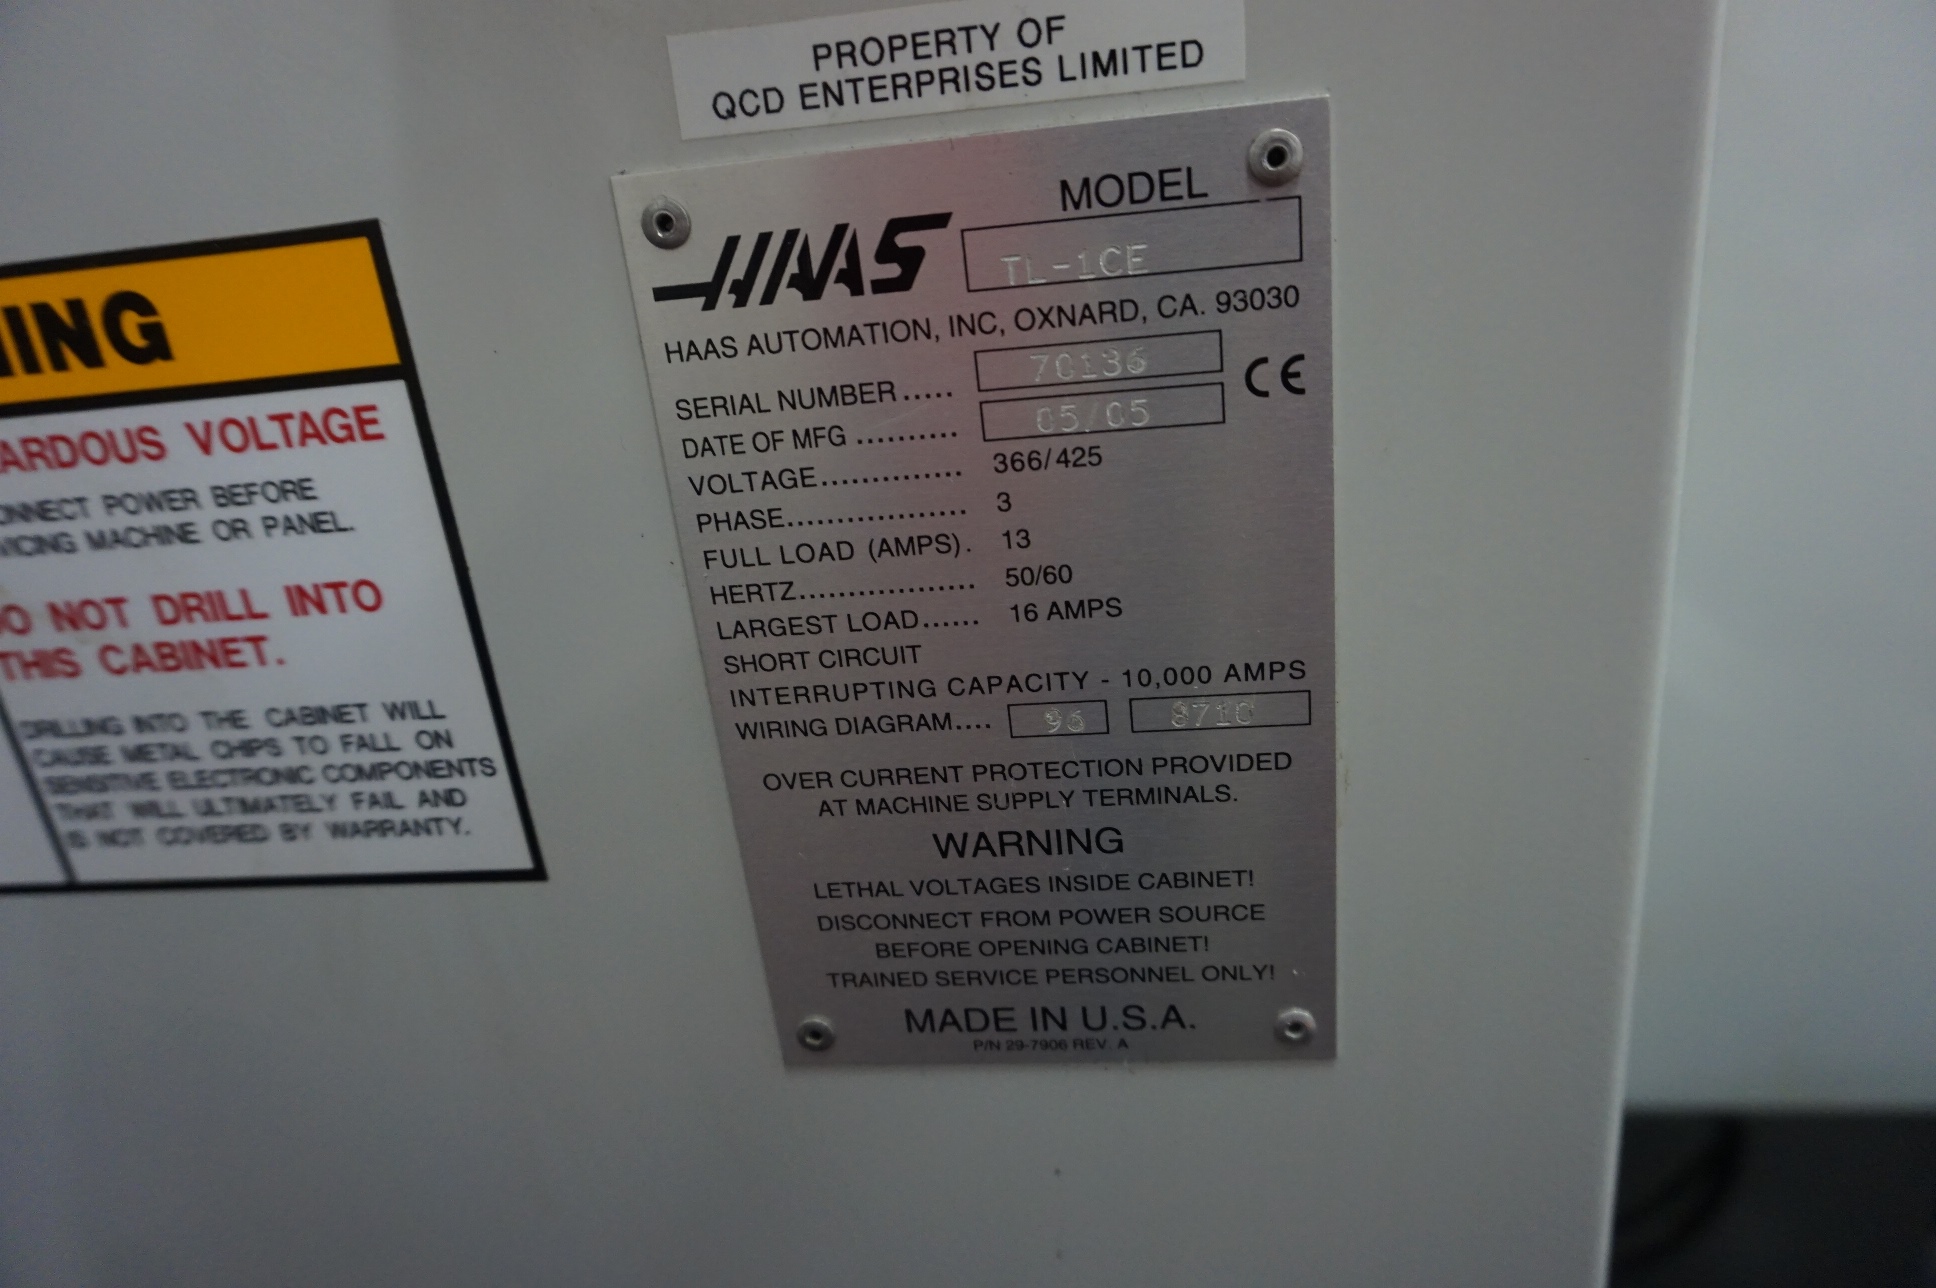 PROPERTY OF
QCD ENTERPRISES LIMITED
HAAS
MODEL
TL-1CE
HAAS AUTOMATION, INC, OXNARD, CA. 93030
SERIAL NUMBER ..... 70136
CE
DATE OF MFG .......... 05/05
VOLTAGE.............. 366/425
PHASE.................. 3
FULL LOAD (AMPS). 13
HERTZ.................. 50/60
LARGEST LOAD...... 16 AMPS
SHORT CIRCUIT
INTERRUPTING CAPACITY - 10,000 AMPS
WIRING DIAGRAM.... 96 8710
OVER CURRENT PROTECTION PROVIDED
AT MACHINE SUPPLY TERMINALS.
WARNING
LETHAL VOLTAGES INSIDE CABINET!
DISCONNECT FROM POWER SOURCE
BEFORE OPENING CABINET!
TRAINED SERVICE PERSONNEL ONLY!
MADE IN U.S.A.
P/N 29-7906 REV. A
NING
ARDOUS VOLTAGE
ONNECT POWER BEFORE
VICING MACHINE OR PANEL.
DO NOT DRILL INTO
THIS CABINET.
DRILLING INTO THE CABINET WILL
CAUSE METAL CHIPS TO FALL ON
SENSITIVE ELECTRONIC COMPONENTS
THAT WILL ULTIMATELY FAIL AND
IS NOT COVERED BY WARRANTY.